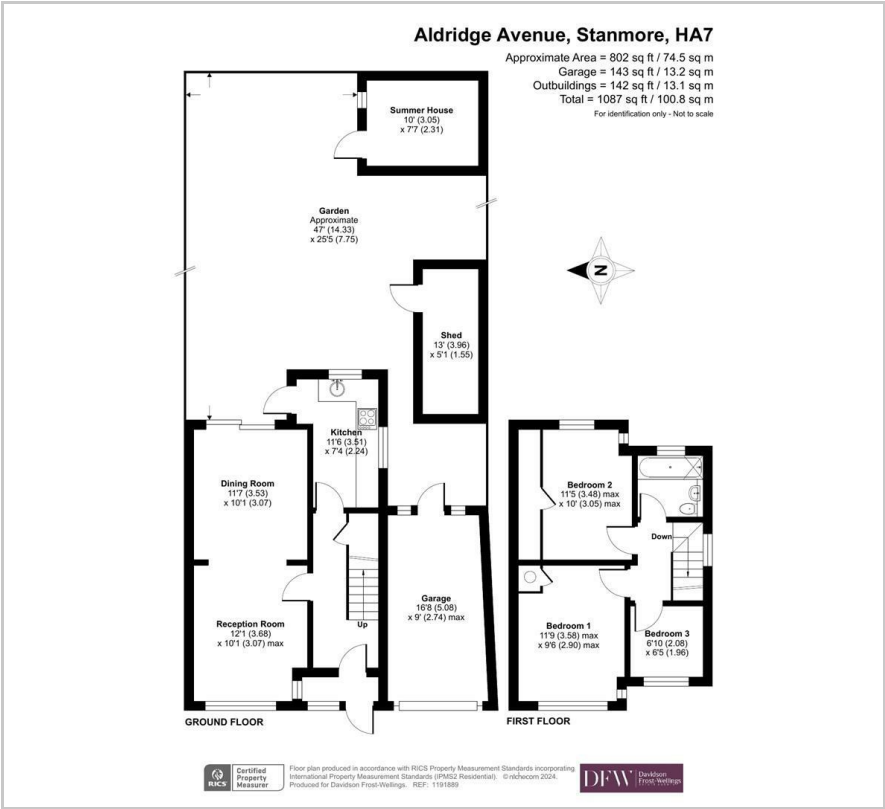 Aldridge Avenue, Stanmore, HA7
Approximate Area = 802 sq ft / 74.5 sq m
Garage = 143 sq ft / 13.2 sq m
Outbuildings = 142 sq ft / 13.1 sq m
Total = 1087 sq ft / 100.8 sq m
For identification only - Not to scale
Summer House
10' (3.05)
x 7'7 (2.31)
Garden
Approximate
47' (14.33)
x 25'5 (7.75)
N
Shed
13' (3.96)
x 5'1 (1.55)
Kitchen
11'6 (3.51)
x 7'4 (2.24)
Dining Room
11'7 (3.53)
x 10'1 (3.07)
Reception Room
12'1 (3.68)
x 10'1 (3.07) max
Up
Garage
16'8 (5.08)
x 9' (2.74) max
GROUND FLOOR
Bedroom 2
11'5 (3.48) max
x 10' (3.05) max
Down
Bedroom 1
11'9 (3.58) max
x 9'6 (2.90) max
Bedroom 3
6'10 (2.08)
x 6'5 (1.96)
FIRST FLOOR
RICS
Certified
Property
Measurer
Floor plan produced in accordance with RICS Property Measurement Standards incorporating
International Property Measurement Standards (IPMS2 Residential). © nichecom 2024.
Produced for Davidson Frost-Wellings. REF: 1191889
DFW
Davidson
Frost-Wellings